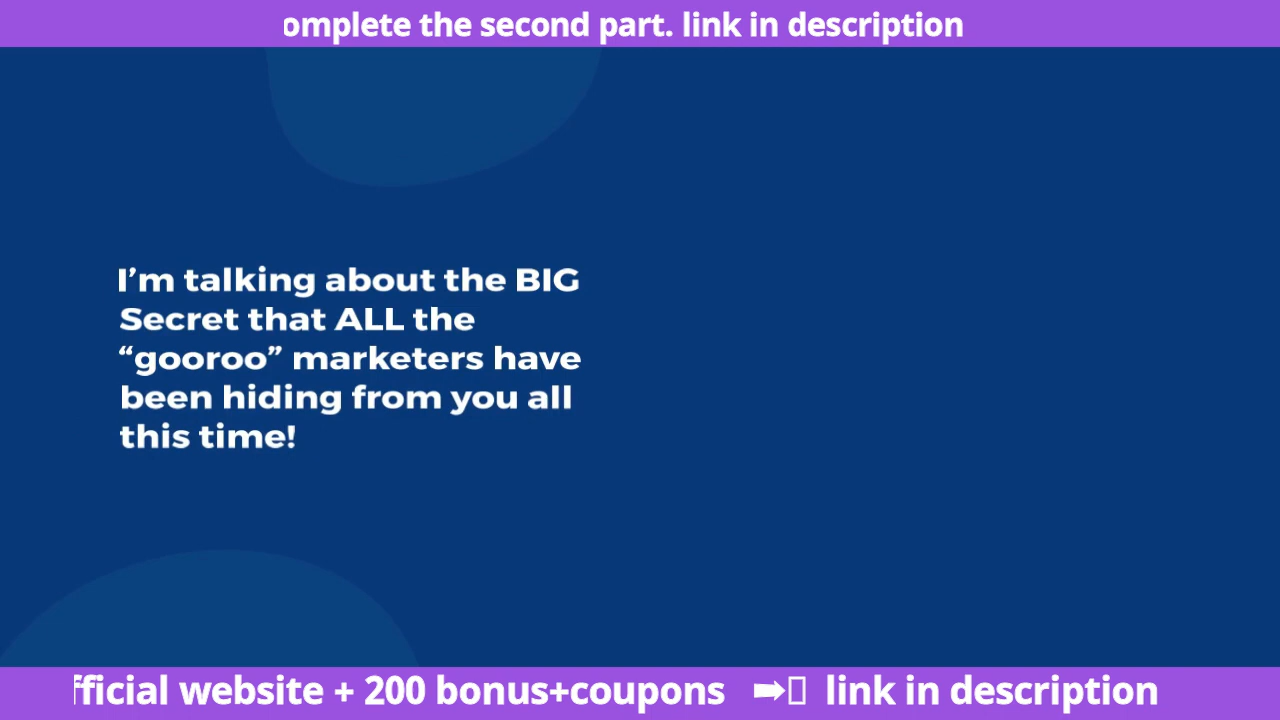 omplete the second part. link in description
I’m talking about the BIG
Secret that ALL the
“gooroo” marketers have
been hiding from you all
this time!
fficial website + 200 bonus+coupons ➡ link in description